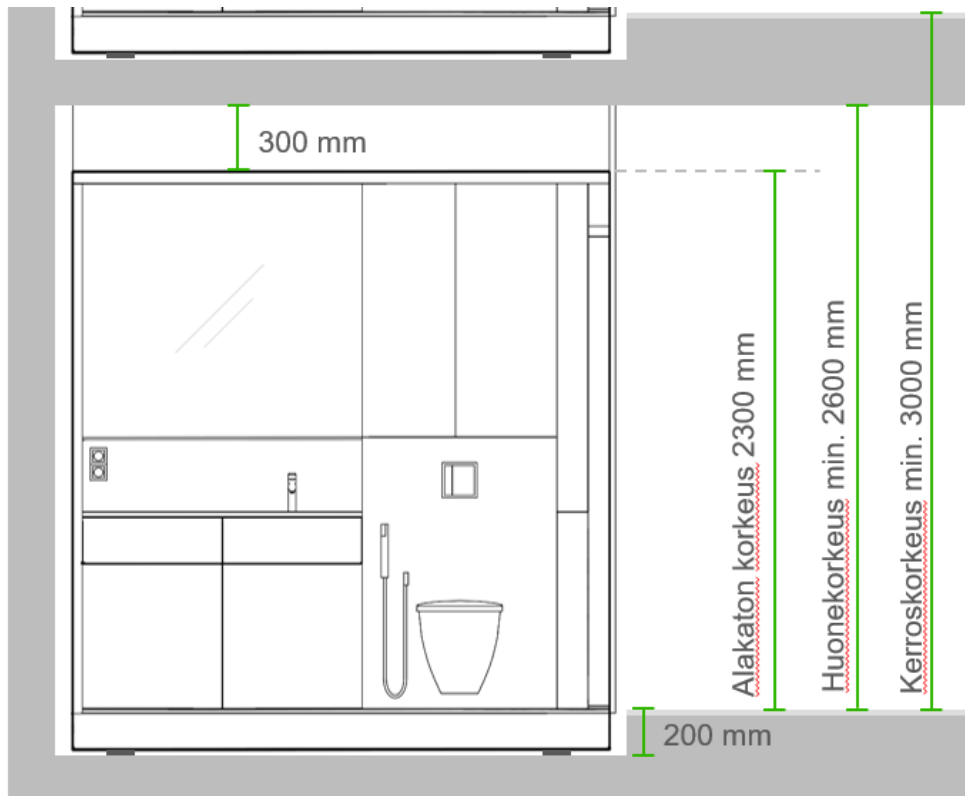 300 mm
Alakaton korkeus 2300 mm
Huonekorkeus min. 2600 mm
Kerroskorkeus min. 3000 mm
200 mm